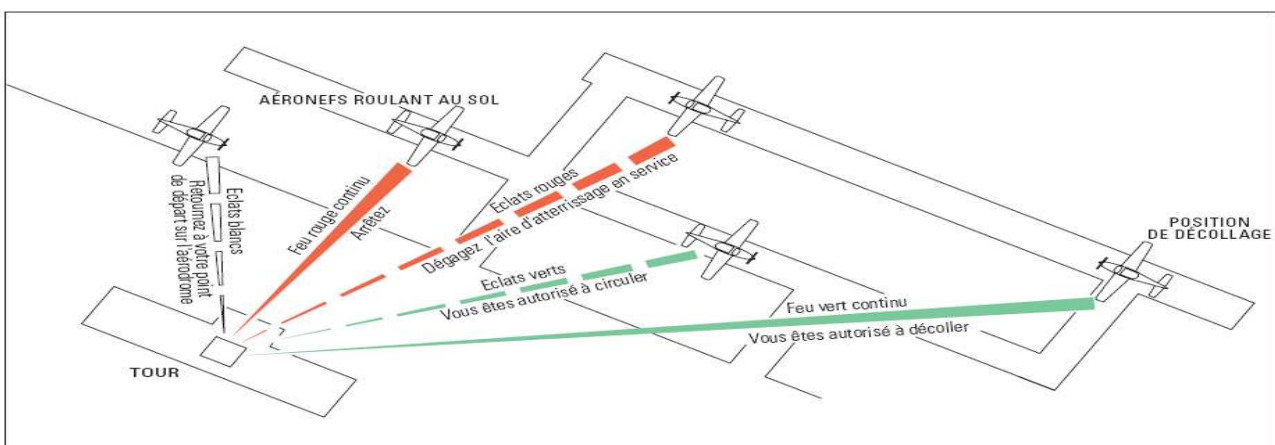 AÉRONEFS ROULANT AU SOL
Eclats blancs
Retournez à votre point
de départ sur l'aérodrome
Feu rouge continu
Arrêtez
Eclats rouges
Dégagez l'aire d'atterrissage en service
Eclats verts
Vous êtes autorisé à circuler
POSITION
DE DÉCOLLAGE
Feu vert continu
Vous êtes autorisé à décoller
TOUR